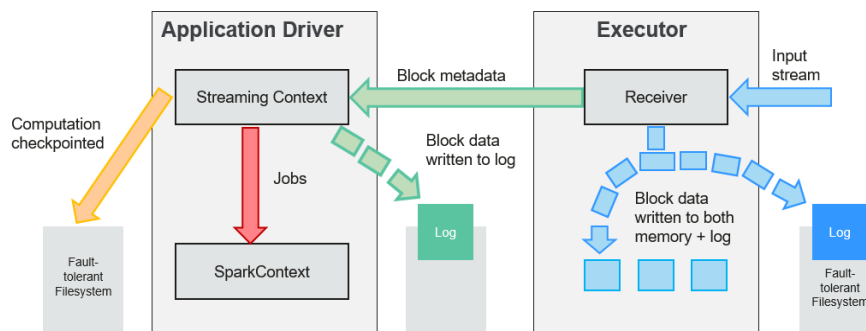 Application Driver
Executor
Input
stream
Block metadata
Streaming Context
Receiver
Computation
checkpointed
Block data
written to log
Jobs
Block data
written to both
memory + log
Log
Log
Fault-
tolerant
Filesystem
SparkContext
Fault-
tolerant
Filesystem